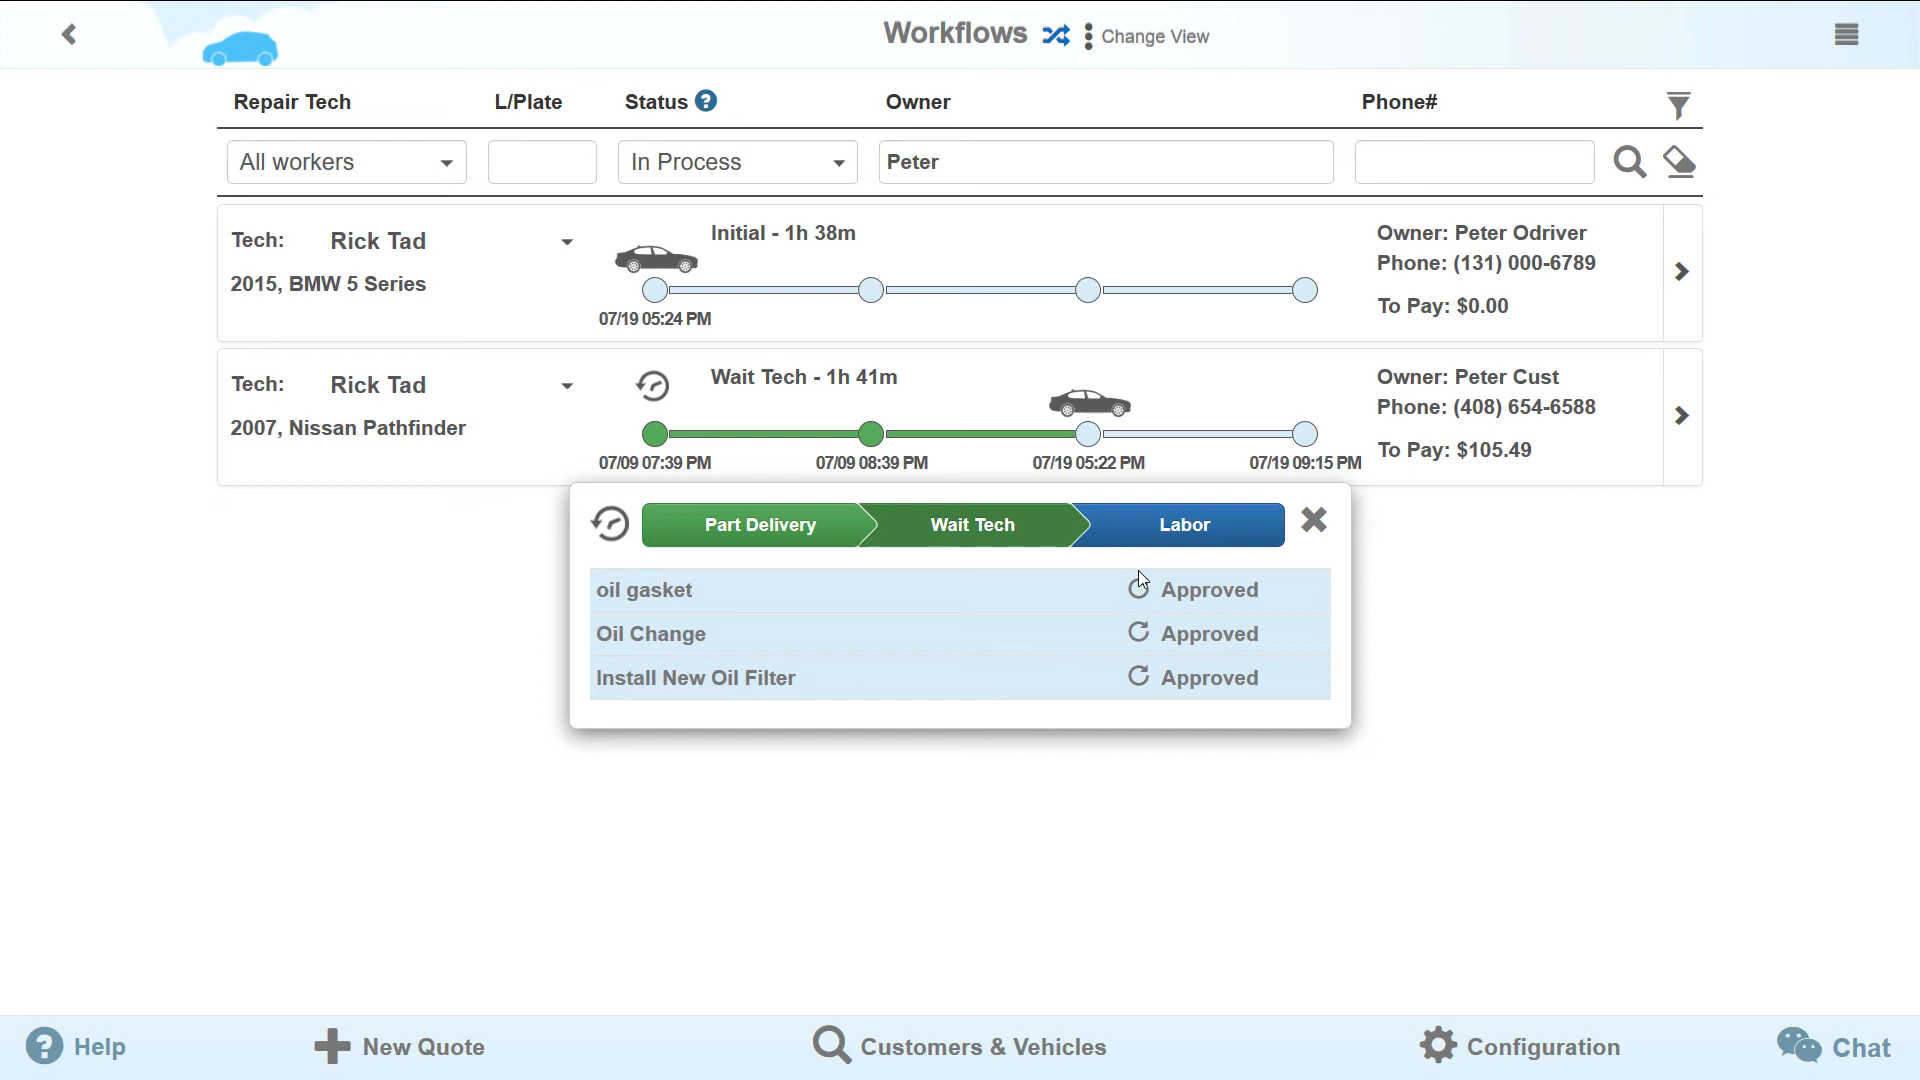 Workflows Change View
Repair Tech L/Plate Status ? Owner Phone#
All workers In Process Peter
Tech: Rick Tad
2015, BMW 5 Series
Initial - 1h 38m
07/19 05:24 PM
Owner: Peter Odriver
Phone: (131) 000-6789
To Pay: $0.00
Tech: Rick Tad
2007, Nissan Pathfinder
Wait Tech - 1h 41m
07/09 07:39 PM 07/09 08:39 PM 07/19 05:22 PM 07/19 09:15 PM
Owner: Peter Cust
Phone: (408) 654-6588
To Pay: $105.49
Part Delivery Wait Tech Labor
oil gasket Approved
Oil Change Approved
Install New Oil Filter Approved
? Help New Quote Customers & Vehicles Configuration Chat